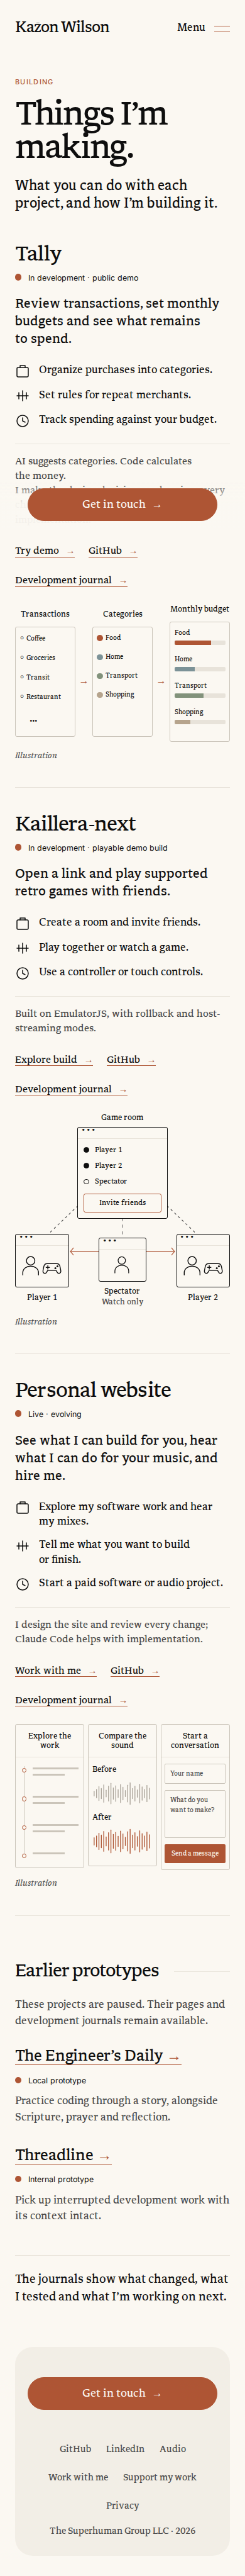 Kazon Wilson
Menu
BUILDING
Things I’m
making.
What you can do with each
project, and how I’m building it.
Tally
In development · public demo
Review transactions, set monthly
budgets and see what remains
to spend.
Organize purchases into categories.
Set rules for repeat merchants.
Track spending against your budget.
AI suggests categories. Code calculates
the money.
Get in touch →
Try demo → GitHub →
Development journal →
Transactions
Coffee
Groceries
Transit
Restaurant
•••
→
Categories
Food
Home
Transport
Shopping
→
Monthly budget
Food
Home
Transport
Shopping
Illustration
Kaillera-next
In development · playable demo build
Open a link and play supported
retro games with friends.
Create a room and invite friends.
Play together or watch a game.
Use a controller or touch controls.
Built on EmulatorJS, with rollback and host-
streaming modes.
Explore build → GitHub →
Development journal →
Game room
Player 1
Player 2
Spectator
Invite friends
Player 1
Spectator
Watch only
Player 2
Illustration
Personal website
Live · evolving
See what I can build for you, hear
what I can do for your music, and
hire me.
Explore my software work and hear
my mixes.
Tell me what you want to build
or finish.
Start a paid software or audio project.
I design the site and review every change;
Claude Code helps with implementation.
Work with me → GitHub →
Development journal →
Explore the
work
Compare the
sound
Before
After
Start a
conversation
Your name
What do you
want to make?
Send a message
Illustration
Earlier prototypes
These projects are paused. Their pages and
development journals remain available.
The Engineer’s Daily →
Local prototype
Practice coding through a story, alongside
Scripture, prayer and reflection.
Threadline →
Internal prototype
Pick up interrupted development work with
its context intact.
The journals show what changed, what
I tested and what I’m working on next.
Get in touch →
GitHub LinkedIn Audio
Work with me Support my work
Privacy
The Superhuman Group LLC · 2026